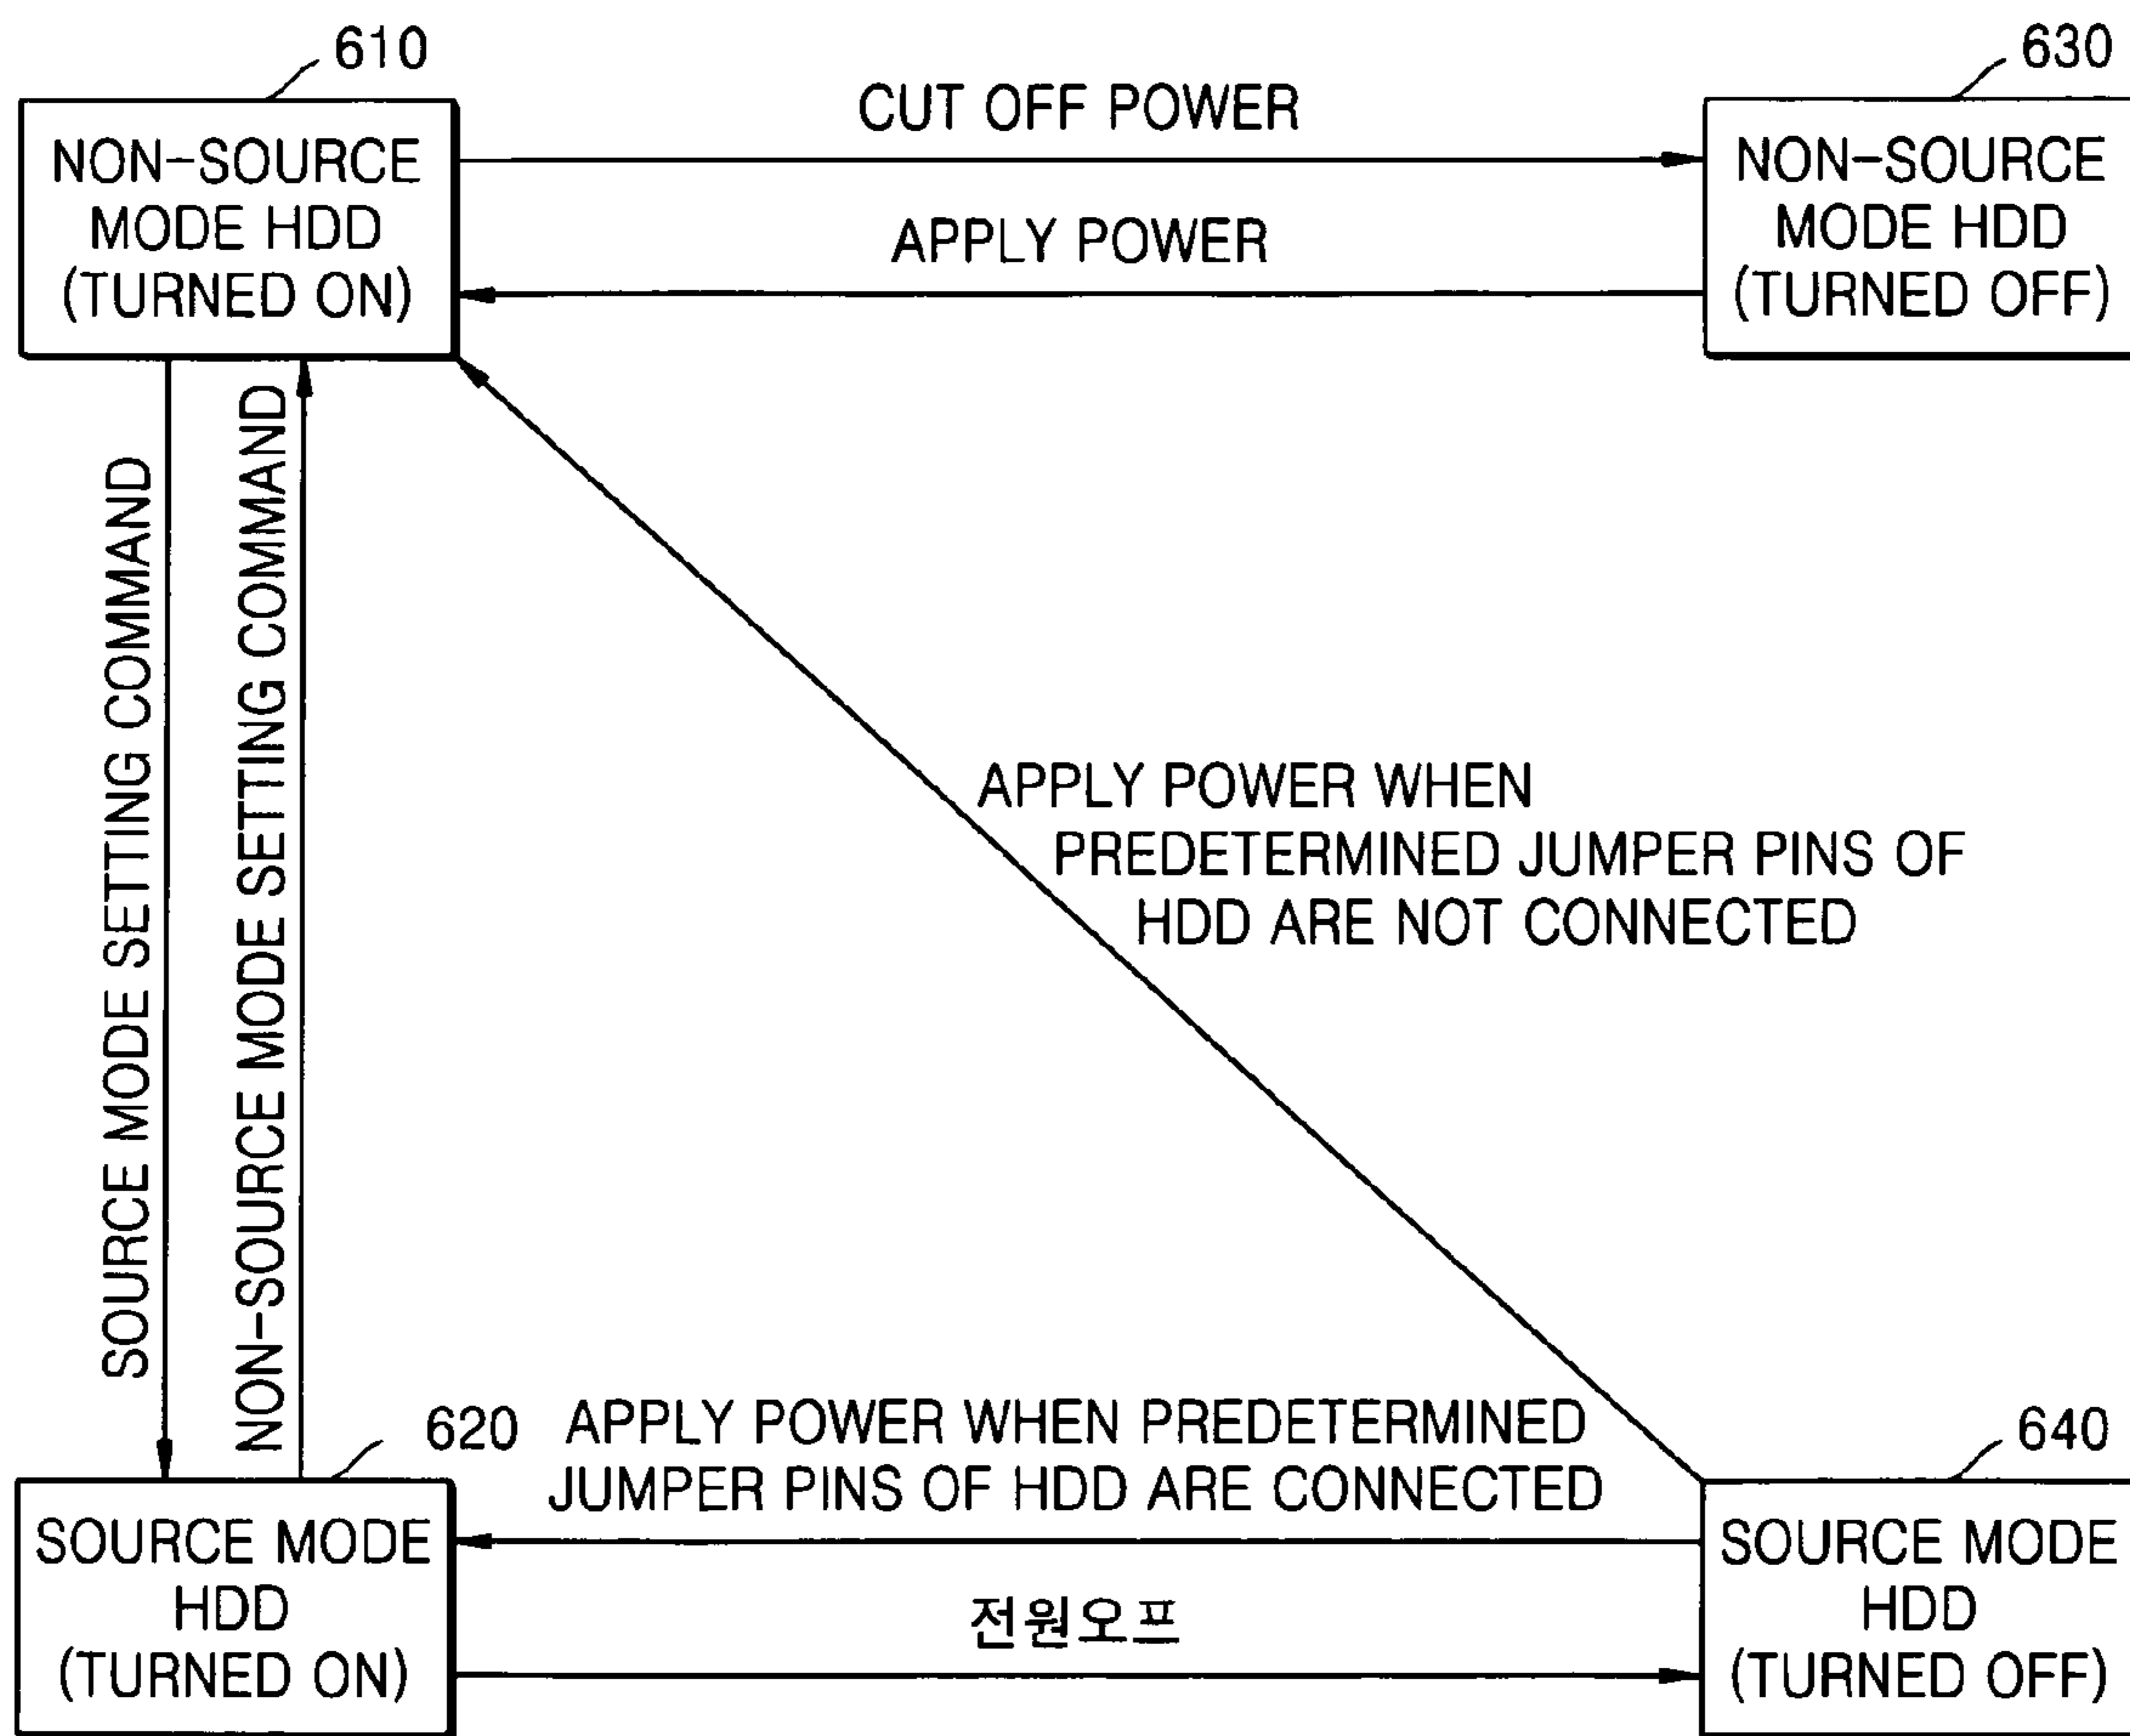 610
630
NON-SOURCE
MODE HDD
(TURNED ON)
CUT OFF POWER
APPLY POWER
NON-SOURCE
MODE HDD
(TURNED OFF)
SOURCE MODE SETTING COMMAND
NON-SOURCE MODE SETTING COMMAND
APPLY POWER WHEN
PREDETERMINED JUMPER PINS OF
HDD ARE NOT CONNECTED
620
APPLY POWER WHEN PREDETERMINED
JUMPER PINS OF HDD ARE CONNECTED
640
SOURCE MODE
HDD
(TURNED ON)
전원오프
SOURCE MODE
HDD
(TURNED OFF)